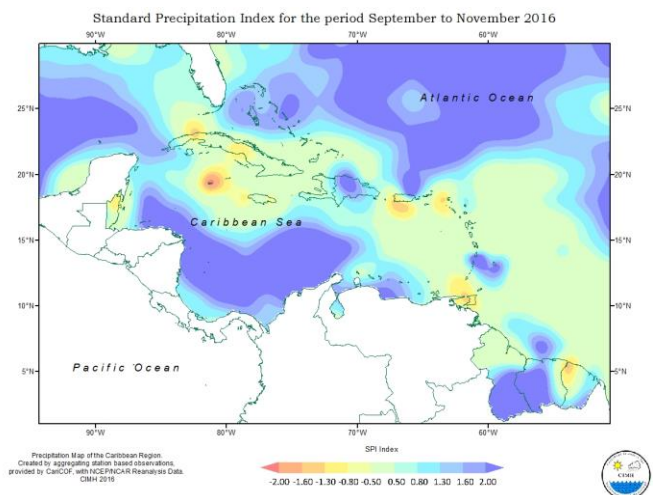 Standard Precipitation Index for the period September to November 2016
90°W 80°W 70°W 60°W
25°N
20°N
15°N
10°N
5°N
25°N
20°N
15°N
10°N
5°N
Atlantic Ocean
Caribbean Sea
Pacific Ocean
90°W 80°W 70°W 60°W
Precipitation Map of the Caribbean Region.
Created by aggregating station based observations,
provided by CariCOF, with NCEP/NCAR Reanalysis Data.
CIMH 2016
SPI Index
-2.00 -1.60 -1.30 -0.80 -0.50 0.50 0.80 1.30 1.60 2.00
CIMH